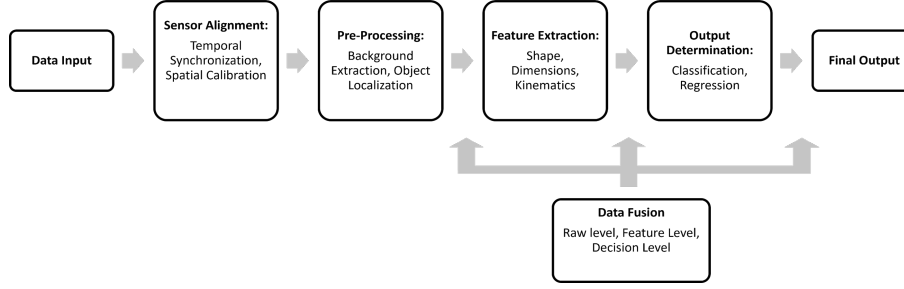 Data Input
Sensor Alignment:
Temporal
Synchronization,
Spatial Calibration
Pre-Processing:
Background
Extraction, Object
Localization
Feature Extraction:
Shape,
Dimensions,
Kinematics
Output
Determination:
Classification,
Regression
Final Output
Data Fusion
Raw level, Feature Level,
Decision Level